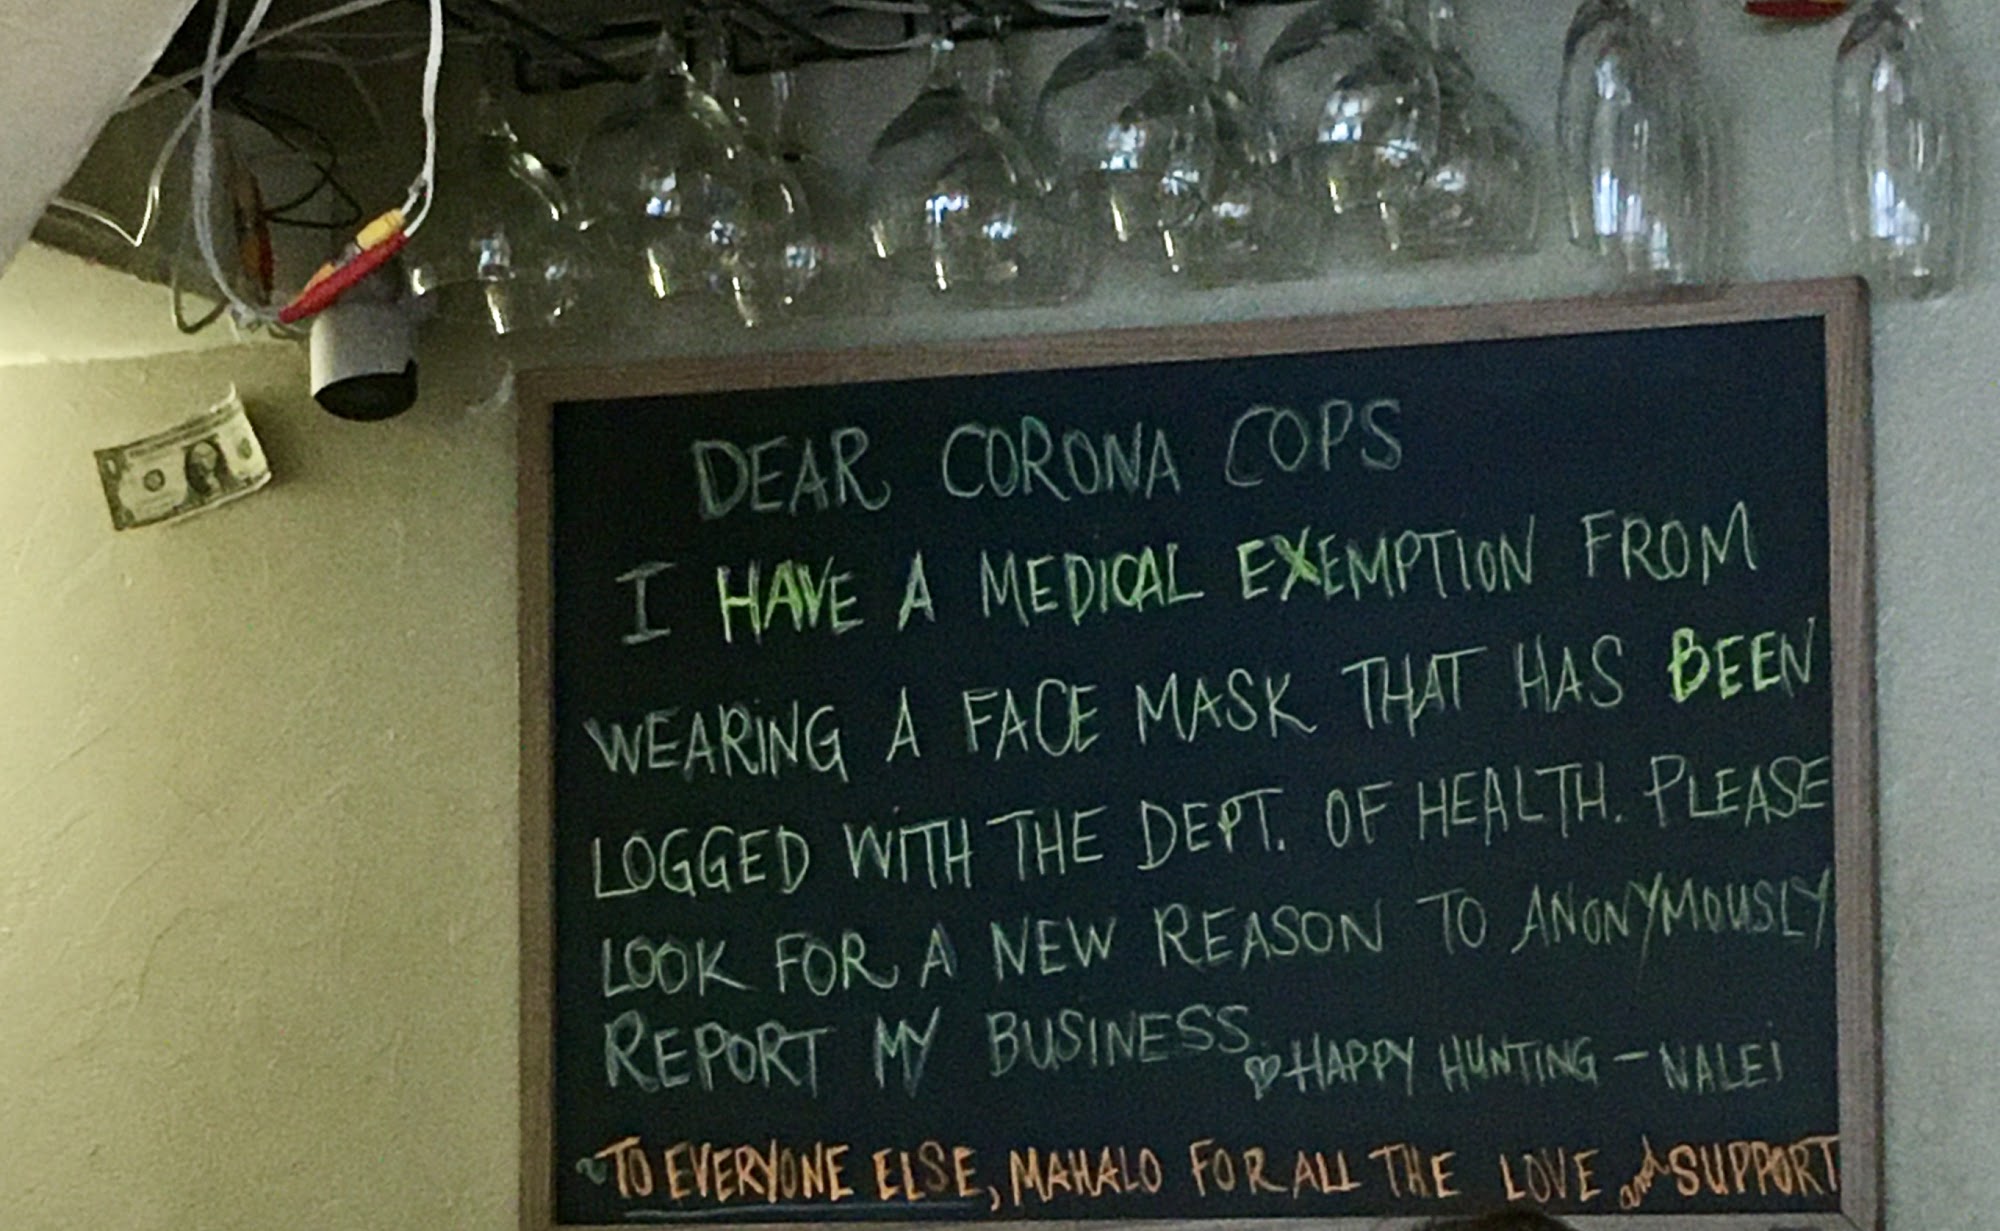 DEAR CORONA COPS
I HAVE A MEDICAL EXEMPTION FROM
WEARING A FACE MASK THAT HAS BEEN
LOGGED WITH THE DEPT. OF HEALTH. PLEASE
LOOK FOR A NEW REASON TO ANONYMOUSLY
REPORT MY BUSINESS.
♡ HAPPY HUNTING - NALEI
~TO EVERYONE ELSE, MAHALO FOR ALL THE LOVE and SUPPORT